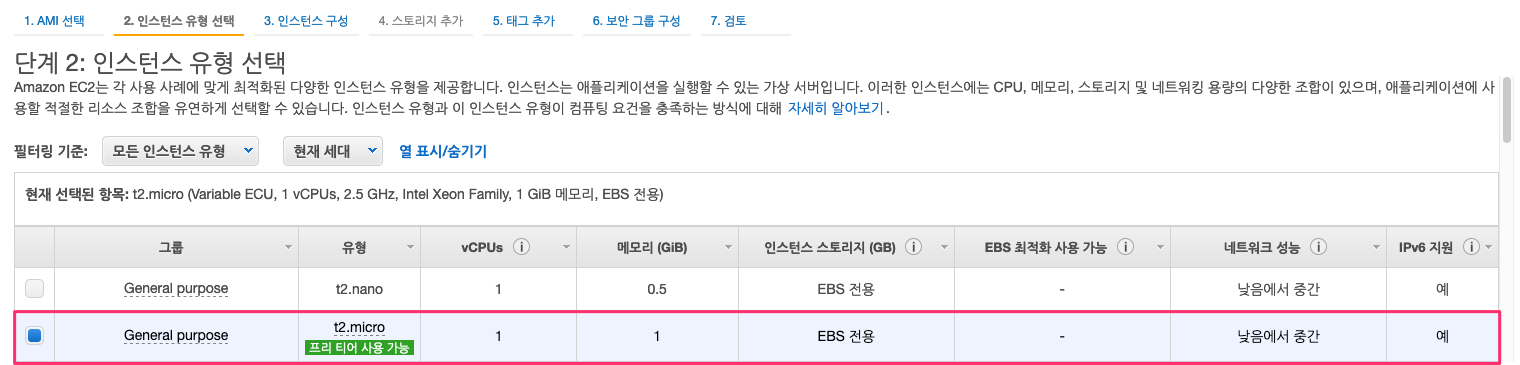 1. AMI 선택 2. 인스턴스 유형 선택 3. 인스턴스 구성 4. 스토리지 추가 5. 태그 추가 6. 보안 그룹 구성 7. 검토
단계 2: 인스턴스 유형 선택
Amazon EC2는 각 사용 사례에 맞게 최적화된 다양한 인스턴스 유형을 제공합니다. 인스턴스는 애플리케이션을 실행할 수 있는 가상 서버입니다. 이러한 인스턴스에는 CPU, 메모리, 스토리지 및 네트워킹 용량의 다양한 조합이 있으며, 애플리케이션에 사
용할 적절한 리소스 조합을 유연하게 선택할 수 있습니다. 인스턴스 유형과 이 인스턴스 유형이 컴퓨팅 요건을 충족하는 방식에 대해 자세히 알아보기.
필터링 기준: 모든 인스턴스 유형 현재 세대 열 표시/숨기기
현재 선택된 항목: t2.micro (Variable ECU, 1 vCPUs, 2.5 GHz, Intel Xeon Family, 1 GiB 메모리, EBS 전용)
그룹 유형 vCPUs 메모리 (GiB) 인스턴스 스토리지 (GB) EBS 최적화 사용 가능 네트워크 성능 IPv6 지원
General purpose t2.nano 1 0.5 EBS 전용 - 낮음에서 중간 예
General purpose t2.micro 1 1 EBS 전용 - 낮음에서 중간 예
프리 티어 사용 가능